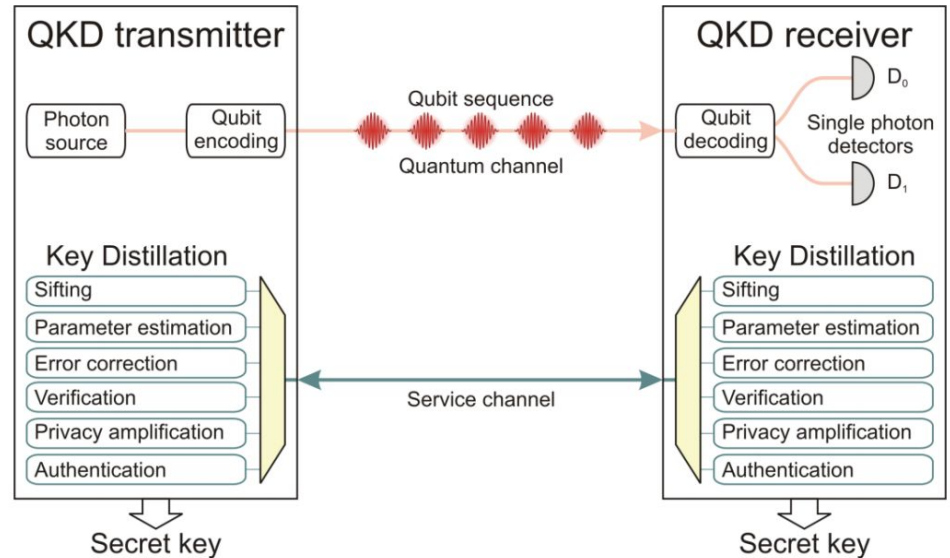 QKD transmitter
Photon
source
Qubit
encoding
Qubit sequence
Quantum channel
QKD receiver
Qubit
decoding
D0
Single photon
detectors
D1
Key Distillation
Sifting
Parameter estimation
Error correction
Verification
Privacy amplification
Authentication
Service channel
Key Distillation
Sifting
Parameter estimation
Error correction
Verification
Privacy amplification
Authentication
Secret key
Secret key